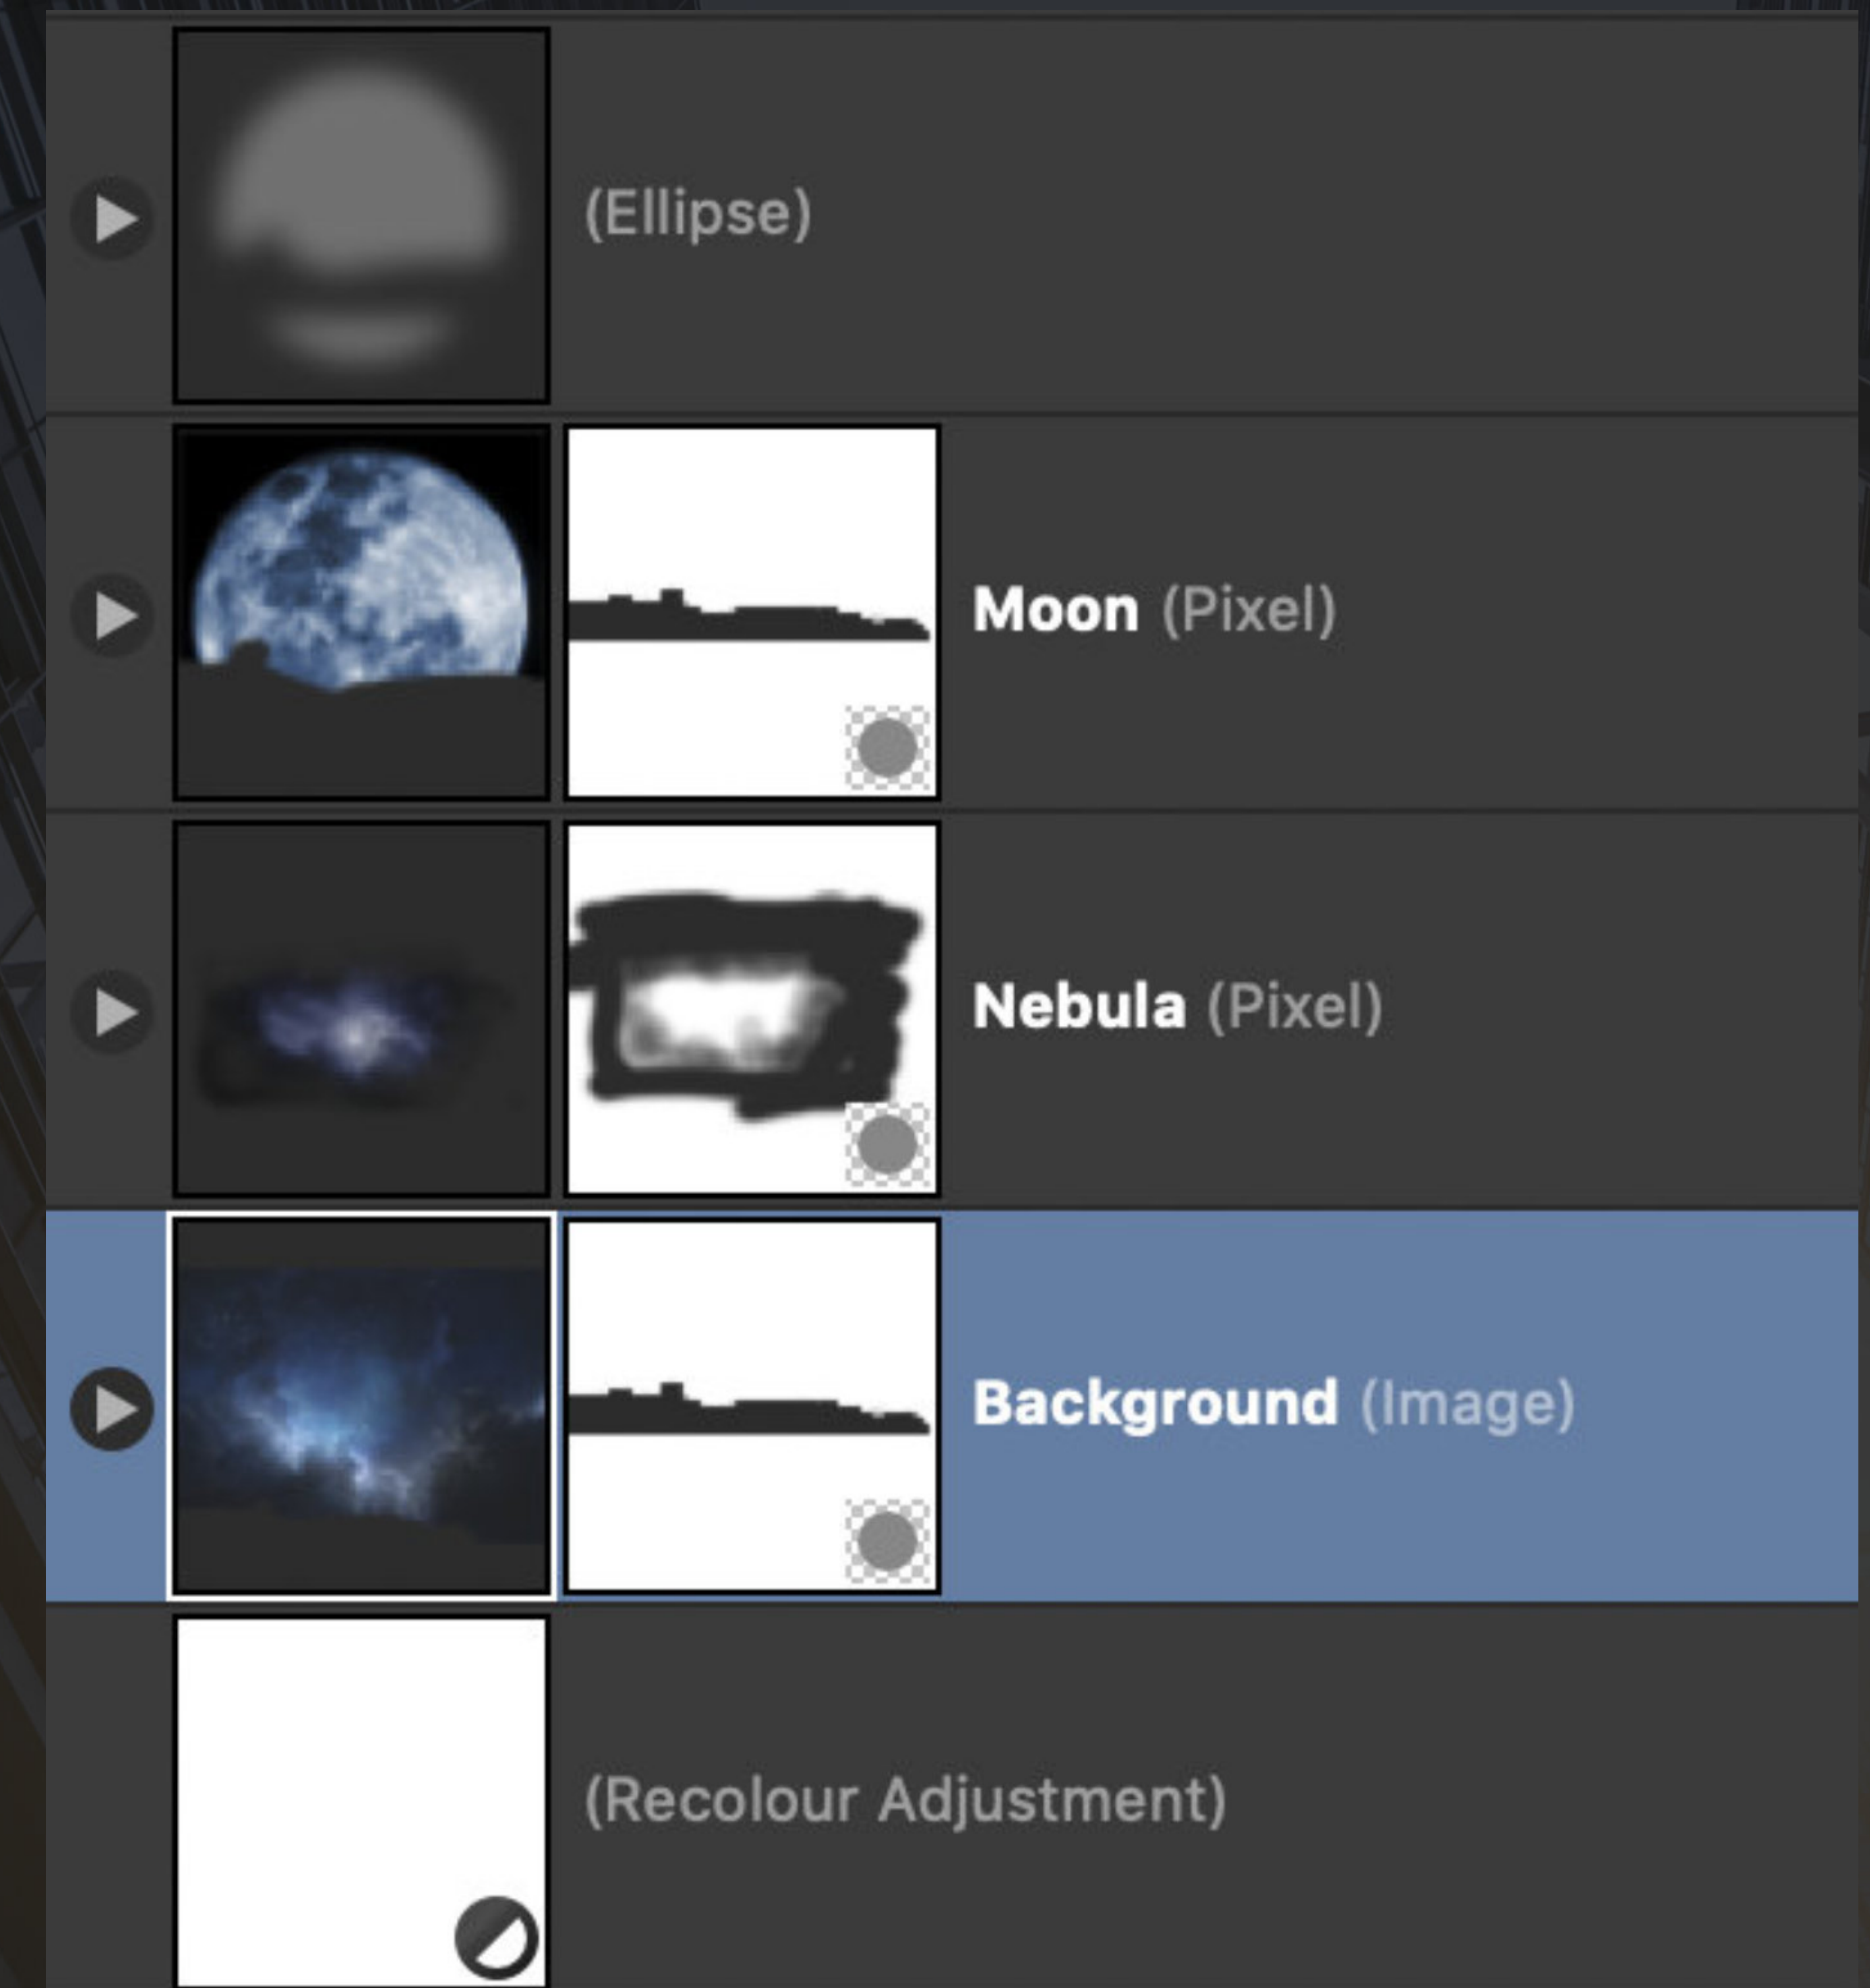 (Ellipse)
Moon (Pixel)
Nebula (Pixel)
Background (Image)
(Recolour Adjustment)